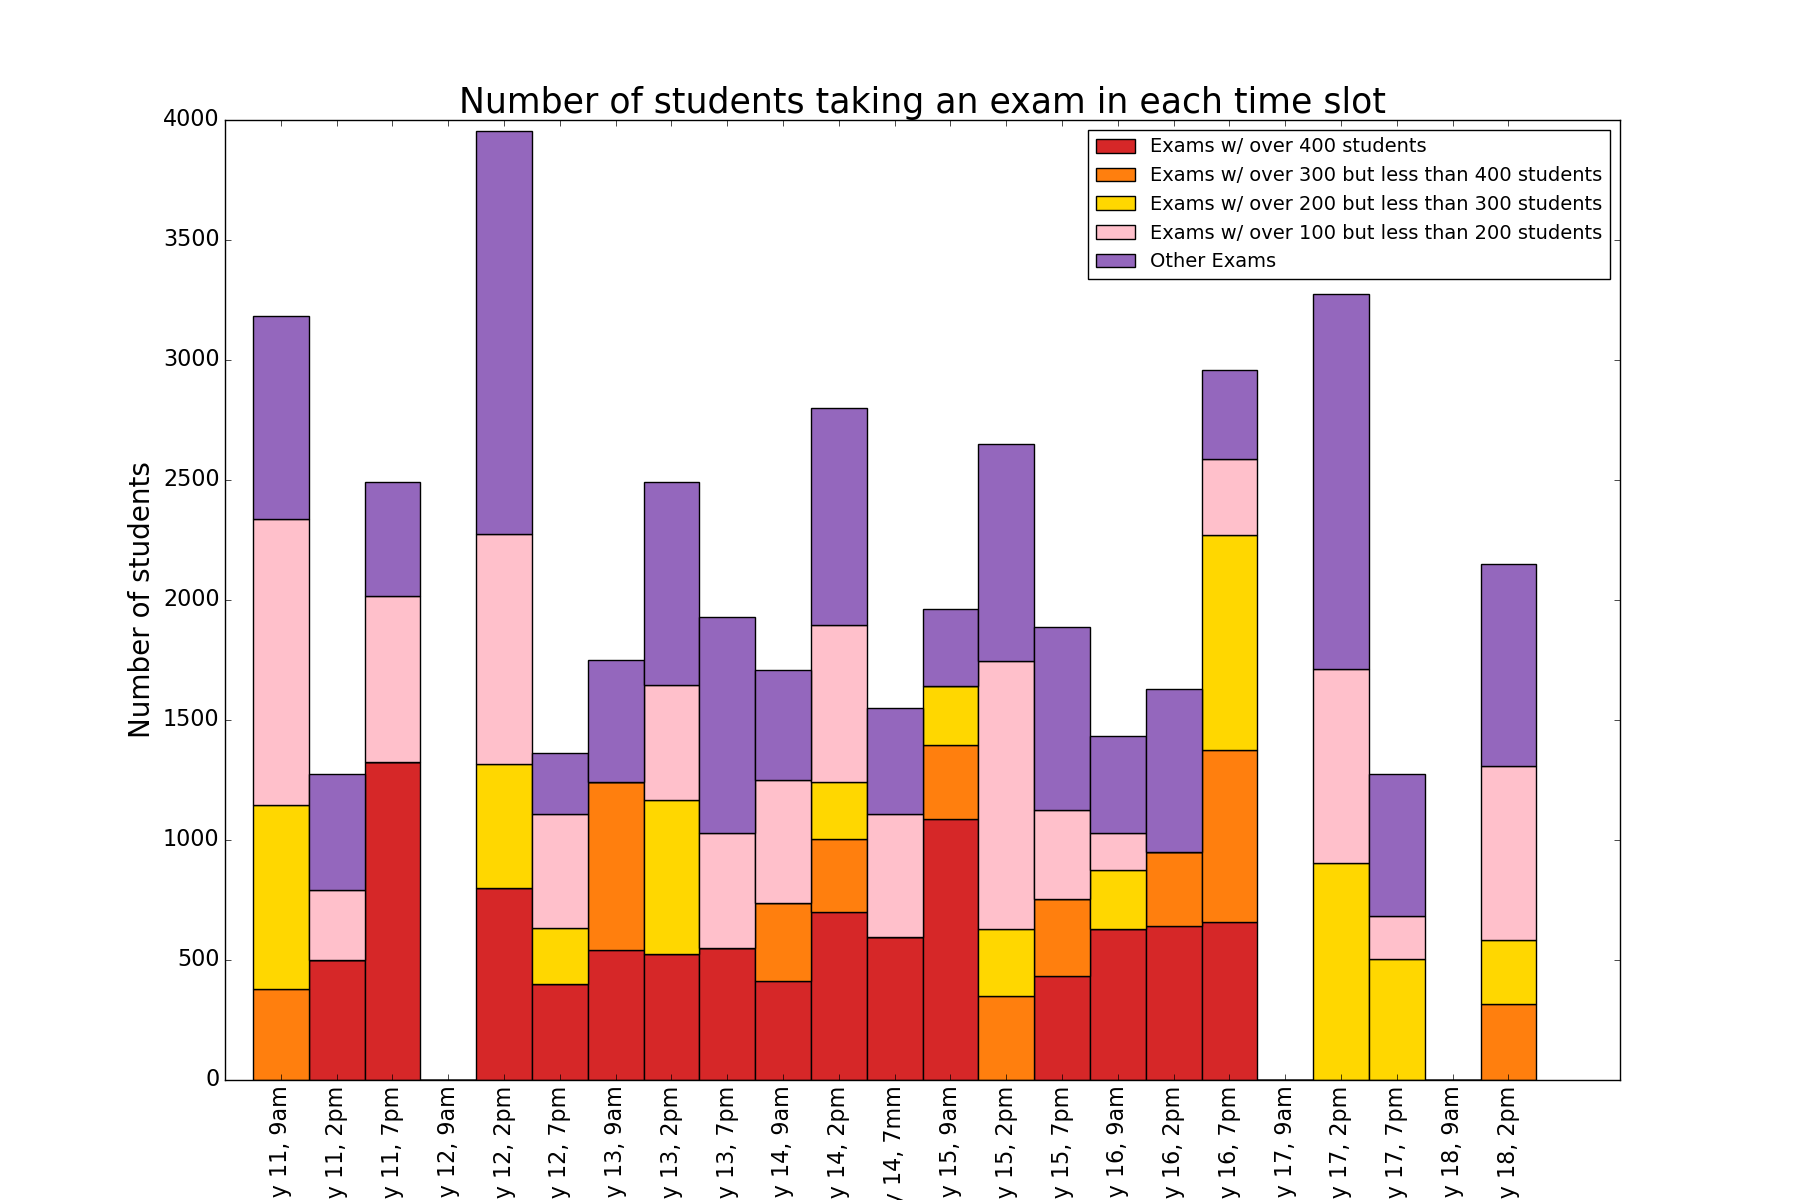 Number of students taking an exam in each time slot
Exams w/ over 400 students
Exams w/ over 300 but less than 400 students
Exams w/ over 200 but less than 300 students
Exams w/ over 100 but less than 200 students
Other Exams
Number of students
4000
3500
3000
2500
2000
1500
1000
500
0
y 11, 9am
y 11, 2pm
y 11, 7pm
y 12, 9am
y 12, 2pm
y 12, 7pm
y 13, 9am
y 13, 2pm
y 13, 7pm
y 14, 9am
y 14, 2pm
y 14, 7mm
y 15, 9am
y 15, 2pm
y 15, 7pm
y 16, 9am
y 16, 2pm
y 16, 7pm
y 17, 9am
y 17, 2pm
y 17, 7pm
y 18, 9am
y 18, 2pm